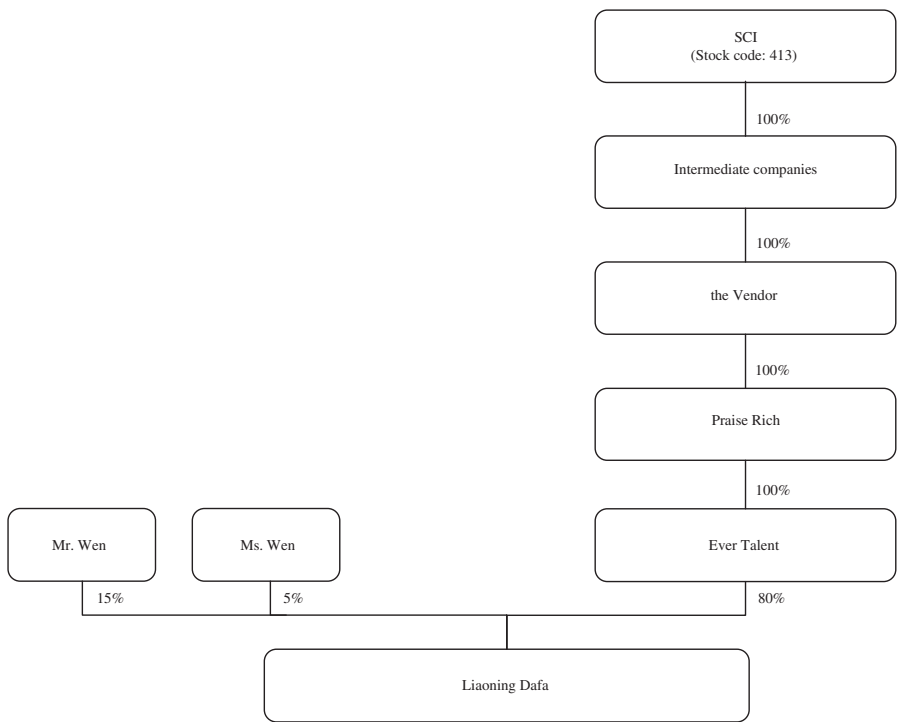 SCI
(Stock code: 413)
100%
Intermediate companies
100%
the Vendor
100%
Praise Rich
100%
Mr. Wen
Ms. Wen
Ever Talent
15%
5%
80%
Liaoning Dafa